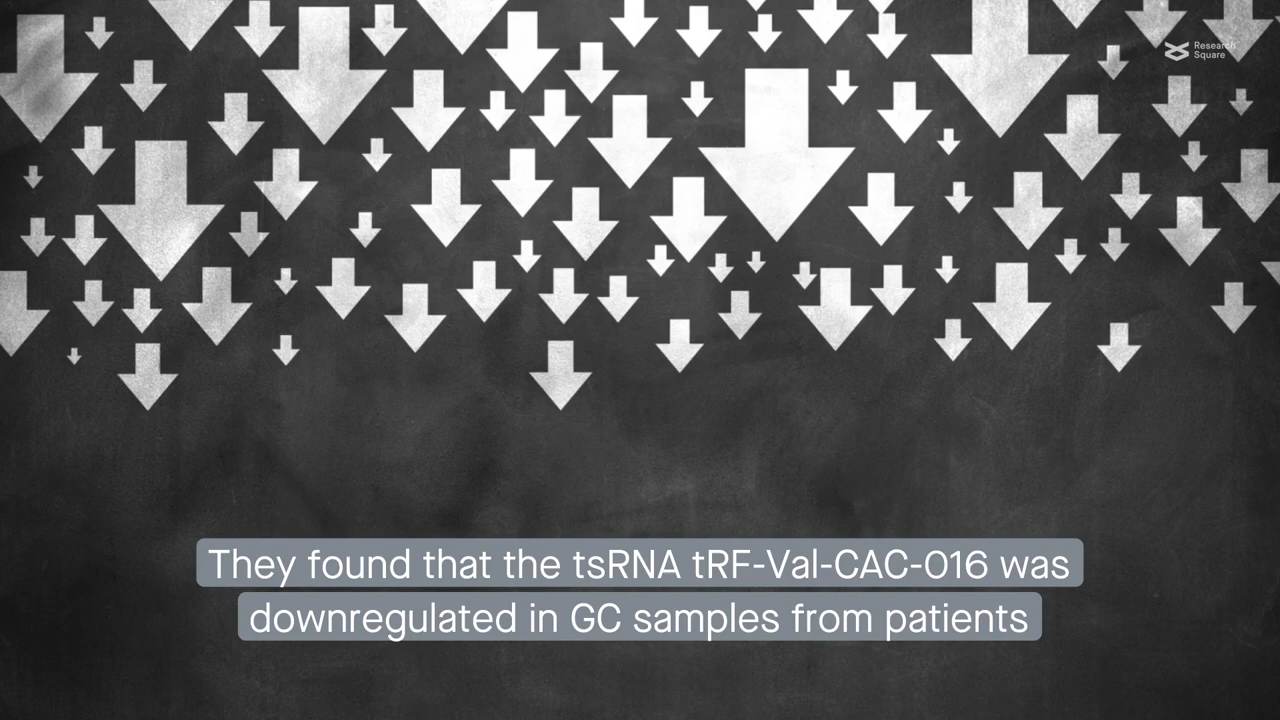 Research
Square
They found that the tsRNA tRF-Val-CAC-016 was
downregulated in GC samples from patients